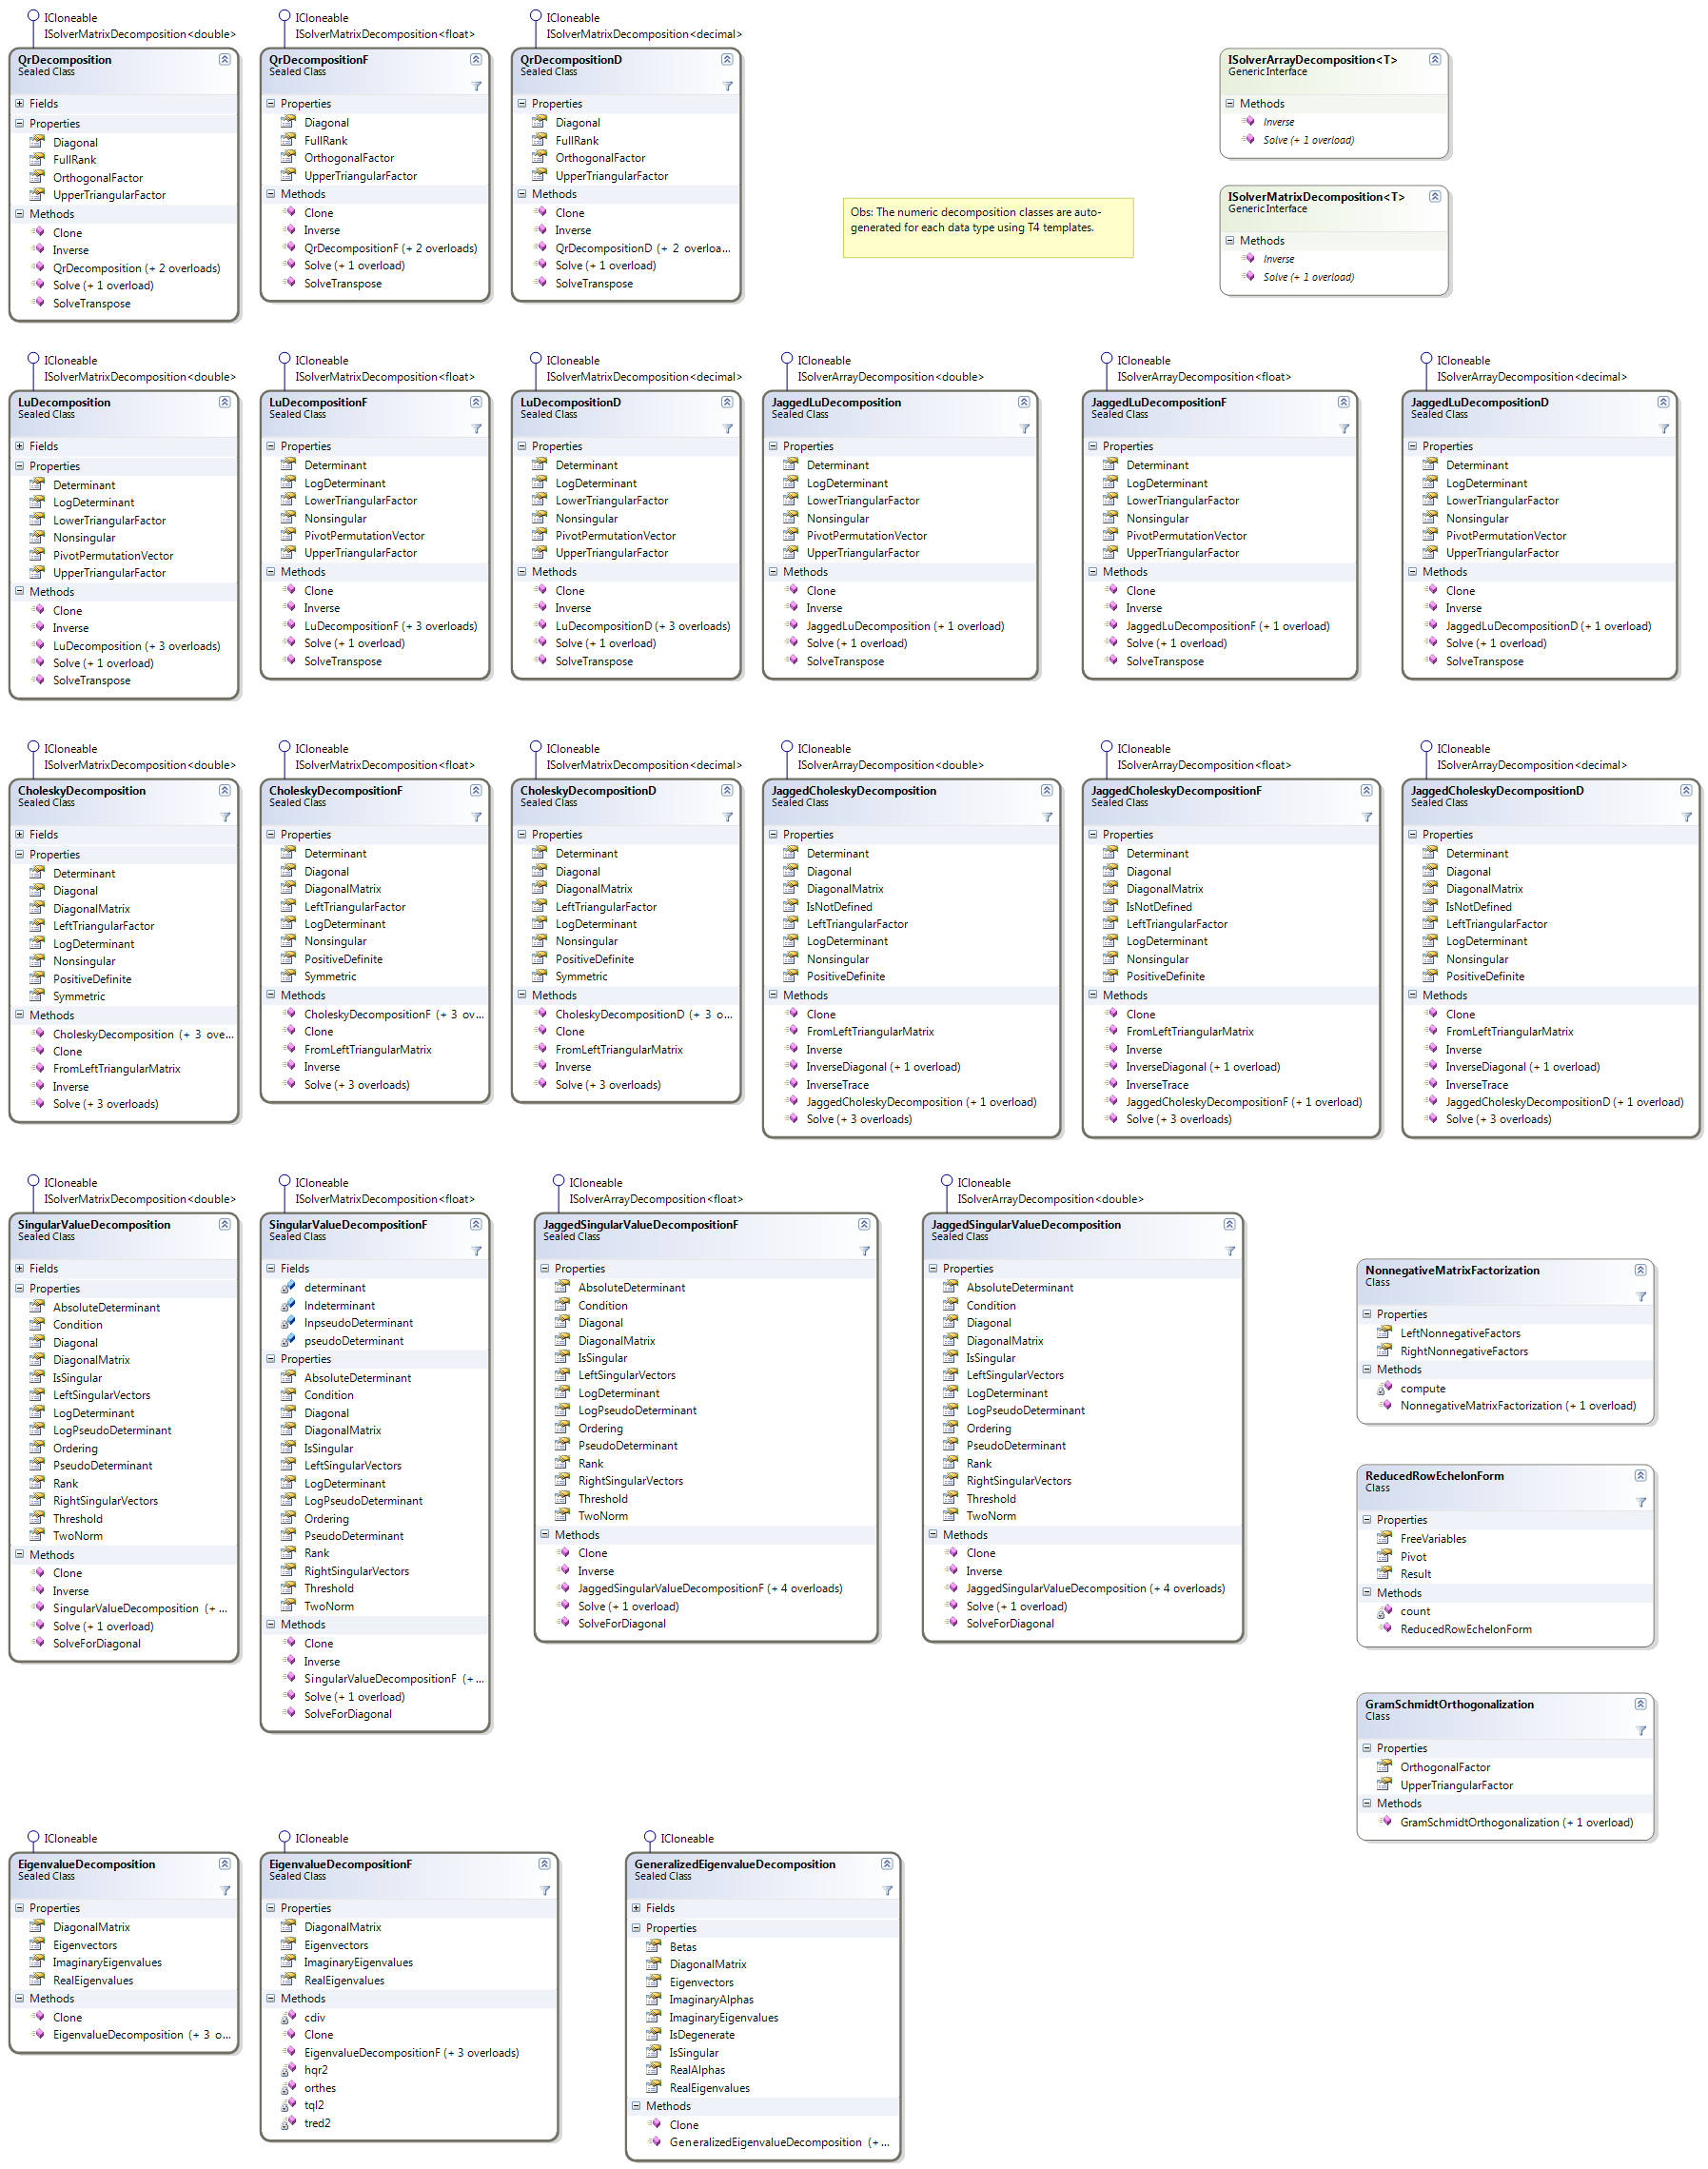 ICloneable
ISolverMatrixDecomposition<double>
QrDecomposition
Sealed Class
Fields
Properties
Diagonal
FullRank
OrthogonalFactor
UpperTriangularFactor
Methods
Clone
Inverse
QrDecomposition (+ 2 overloads)
Solve (+ 1 overload)
SolveTranspose
ICloneable
ISolverMatrixDecomposition<float>
QrDecompositionF
Sealed Class
Properties
Diagonal
FullRank
OrthogonalFactor
UpperTriangularFactor
Methods
Clone
Inverse
QrDecompositionF (+ 2 overloads)
Solve (+ 1 overload)
SolveTranspose
ICloneable
ISolverMatrixDecomposition<decimal>
QrDecompositionD
Sealed Class
Properties
Diagonal
FullRank
OrthogonalFactor
UpperTriangularFactor
Methods
Clone
Inverse
QrDecompositionD (+ 2 overloa...
Solve (+ 1 overload)
SolveTranspose
Obs: The numeric decomposition classes are auto-
generated for each data type using T4 templates.
ISolverArrayDecomposition<T>
Generic Interface
Methods
Inverse
Solve (+ 1 overload)
ISolverMatrixDecomposition<T>
Generic Interface
Methods
Inverse
Solve (+ 1 overload)
ICloneable
ISolverMatrixDecomposition<double>
LuDecomposition
Sealed Class
Fields
Properties
Determinant
LogDeterminant
LowerTriangularFactor
Nonsingular
PivotPermutationVector
UpperTriangularFactor
Methods
Clone
Inverse
LuDecomposition (+ 3 overloads)
Solve (+ 1 overload)
SolveTranspose
ICloneable
ISolverMatrixDecomposition<float>
LuDecompositionF
Sealed Class
Properties
Determinant
LogDeterminant
LowerTriangularFactor
Nonsingular
PivotPermutationVector
UpperTriangularFactor
Methods
Clone
Inverse
LuDecompositionF (+ 3 overloads)
Solve (+ 1 overload)
SolveTranspose
ICloneable
ISolverMatrixDecomposition<decimal>
LuDecompositionD
Sealed Class
Properties
Determinant
LogDeterminant
LowerTriangularFactor
Nonsingular
PivotPermutationVector
UpperTriangularFactor
Methods
Clone
Inverse
LuDecompositionD (+ 3 overloads)
Solve (+ 1 overload)
SolveTranspose
ICloneable
ISolverArrayDecomposition<double>
JaggedLuDecomposition
Sealed Class
Properties
Determinant
LogDeterminant
LowerTriangularFactor
Nonsingular
PivotPermutationVector
UpperTriangularFactor
Methods
Clone
Inverse
JaggedLuDecomposition (+ 1 overload)
Solve (+ 1 overload)
SolveTranspose
ICloneable
ISolverArrayDecomposition<float>
JaggedLuDecompositionF
Sealed Class
Properties
Determinant
LogDeterminant
LowerTriangularFactor
Nonsingular
PivotPermutationVector
UpperTriangularFactor
Methods
Clone
Inverse
JaggedLuDecompositionF (+ 1 overload)
Solve (+ 1 overload)
SolveTranspose
ICloneable
ISolverArrayDecomposition<decimal>
JaggedLuDecompositionD
Sealed Class
Properties
Determinant
LogDeterminant
LowerTriangularFactor
Nonsingular
PivotPermutationVector
UpperTriangularFactor
Methods
Clone
Inverse
JaggedLuDecompositionD (+ 1 overload)
Solve (+ 1 overload)
SolveTranspose
ICloneable
ISolverMatrixDecomposition<double>
CholeskyDecomposition
Sealed Class
Fields
Properties
Determinant
Diagonal
DiagonalMatrix
LeftTriangularFactor
LogDeterminant
Nonsingular
PositiveDefinite
Symmetric
Methods
CholeskyDecomposition (+ 3 ove...
Clone
FromLeftTriangularMatrix
Inverse
Solve (+ 3 overloads)
ICloneable
ISolverMatrixDecomposition<float>
CholeskyDecompositionF
Sealed Class
Properties
Determinant
Diagonal
DiagonalMatrix
LeftTriangularFactor
LogDeterminant
Nonsingular
PositiveDefinite
Symmetric
Methods
CholeskyDecompositionF (+ 3 ov...
Clone
FromLeftTriangularMatrix
Inverse
Solve (+ 3 overloads)
ICloneable
ISolverMatrixDecomposition<decimal>
CholeskyDecompositionD
Sealed Class
Properties
Determinant
Diagonal
DiagonalMatrix
LeftTriangularFactor
LogDeterminant
Nonsingular
PositiveDefinite
Symmetric
Methods
CholeskyDecompositionD (+ 3 o...
Clone
FromLeftTriangularMatrix
Inverse
Solve (+ 3 overloads)
ICloneable
ISolverArrayDecomposition<double>
JaggedCholeskyDecomposition
Sealed Class
Properties
Determinant
Diagonal
DiagonalMatrix
IsNotDefined
LeftTriangularFactor
LogDeterminant
Nonsingular
PositiveDefinite
Methods
Clone
FromLeftTriangularMatrix
Inverse
InverseDiagonal (+ 1 overload)
InverseTrace
JaggedCholeskyDecomposition (+ 1 overload)
Solve (+ 3 overloads)
ICloneable
ISolverArrayDecomposition<float>
JaggedCholeskyDecompositionF
Sealed Class
Properties
Determinant
Diagonal
DiagonalMatrix
IsNotDefined
LeftTriangularFactor
LogDeterminant
Nonsingular
PositiveDefinite
Methods
Clone
FromLeftTriangularMatrix
Inverse
InverseDiagonal (+ 1 overload)
InverseTrace
JaggedCholeskyDecompositionF (+ 1 overload)
Solve (+ 3 overloads)
ICloneable
ISolverArrayDecomposition<decimal>
JaggedCholeskyDecompositionD
Sealed Class
Properties
Determinant
Diagonal
DiagonalMatrix
IsNotDefined
LeftTriangularFactor
LogDeterminant
Nonsingular
PositiveDefinite
Methods
Clone
FromLeftTriangularMatrix
Inverse
InverseDiagonal (+ 1 overload)
InverseTrace
JaggedCholeskyDecompositionD (+ 1 overload)
Solve (+ 3 overloads)
ICloneable
ISolverMatrixDecomposition<double>
SingularValueDecomposition
Sealed Class
Fields
Properties
AbsoluteDeterminant
Condition
Diagonal
DiagonalMatrix
IsSingular
LeftSingularVectors
LogDeterminant
LogPseudoDeterminant
Ordering
PseudoDeterminant
Rank
RightSingularVectors
Threshold
TwoNorm
Methods
Clone
Inverse
SingularValueDecomposition (+ ...
Solve (+ 1 overload)
SolveForDiagonal
ICloneable
ISolverMatrixDecomposition<float>
SingularValueDecompositionF
Sealed Class
Fields
determinant
lndeterminant
lnpseudoDeterminant
pseudoDeterminant
Properties
AbsoluteDeterminant
Condition
Diagonal
DiagonalMatrix
IsSingular
LeftSingularVectors
LogDeterminant
LogPseudoDeterminant
Ordering
PseudoDeterminant
Rank
RightSingularVectors
Threshold
TwoNorm
Methods
Clone
Inverse
SingularValueDecompositionF (+ ...
Solve (+ 1 overload)
SolveForDiagonal
ICloneable
ISolverArrayDecomposition<float>
JaggedSingularValueDecompositionF
Sealed Class
Properties
AbsoluteDeterminant
Condition
Diagonal
DiagonalMatrix
IsSingular
LeftSingularVectors
LogDeterminant
LogPseudoDeterminant
Ordering
PseudoDeterminant
Rank
RightSingularVectors
Threshold
TwoNorm
Methods
Clone
Inverse
JaggedSingularValueDecompositionF (+ 4 overloads)
Solve (+ 1 overload)
SolveForDiagonal
ICloneable
ISolverArrayDecomposition<double>
JaggedSingularValueDecomposition
Sealed Class
Properties
AbsoluteDeterminant
Condition
Diagonal
DiagonalMatrix
IsSingular
LeftSingularVectors
LogDeterminant
LogPseudoDeterminant
Ordering
PseudoDeterminant
Rank
RightSingularVectors
Threshold
TwoNorm
Methods
Clone
Inverse
JaggedSingularValueDecomposition (+ 4 overloads)
Solve (+ 1 overload)
SolveForDiagonal
NonnegativeMatrixFactorization
Class
Properties
LeftNonnegativeFactors
RightNonnegativeFactors
Methods
compute
NonnegativeMatrixFactorization (+ 1 overload)
ReducedRowEchelonForm
Class
Properties
FreeVariables
Pivot
Result
Methods
count
ReducedRowEchelonForm
GramSchmidtOrthogonalization
Class
Properties
OrthogonalFactor
UpperTriangularFactor
Methods
GramSchmidtOrthogonalization (+ 1 overload)
ICloneable
EigenvalueDecomposition
Sealed Class
Properties
DiagonalMatrix
Eigenvectors
ImaginaryEigenvalues
RealEigenvalues
Methods
Clone
EigenvalueDecomposition (+ 3 o...
ICloneable
EigenvalueDecompositionF
Sealed Class
Properties
DiagonalMatrix
Eigenvectors
ImaginaryEigenvalues
RealEigenvalues
Methods
cdiv
Clone
EigenvalueDecompositionF (+ 3 overloads)
hqr2
orthes
tql2
tred2
ICloneable
GeneralizedEigenvalueDecomposition
Sealed Class
Fields
Properties
Betas
DiagonalMatrix
Eigenvectors
ImaginaryAlphas
ImaginaryEigenvalues
IsDegenerate
IsSingular
RealAlphas
RealEigenvalues
Methods
Clone
GeneralizedEigenvalueDecomposition (+ ...